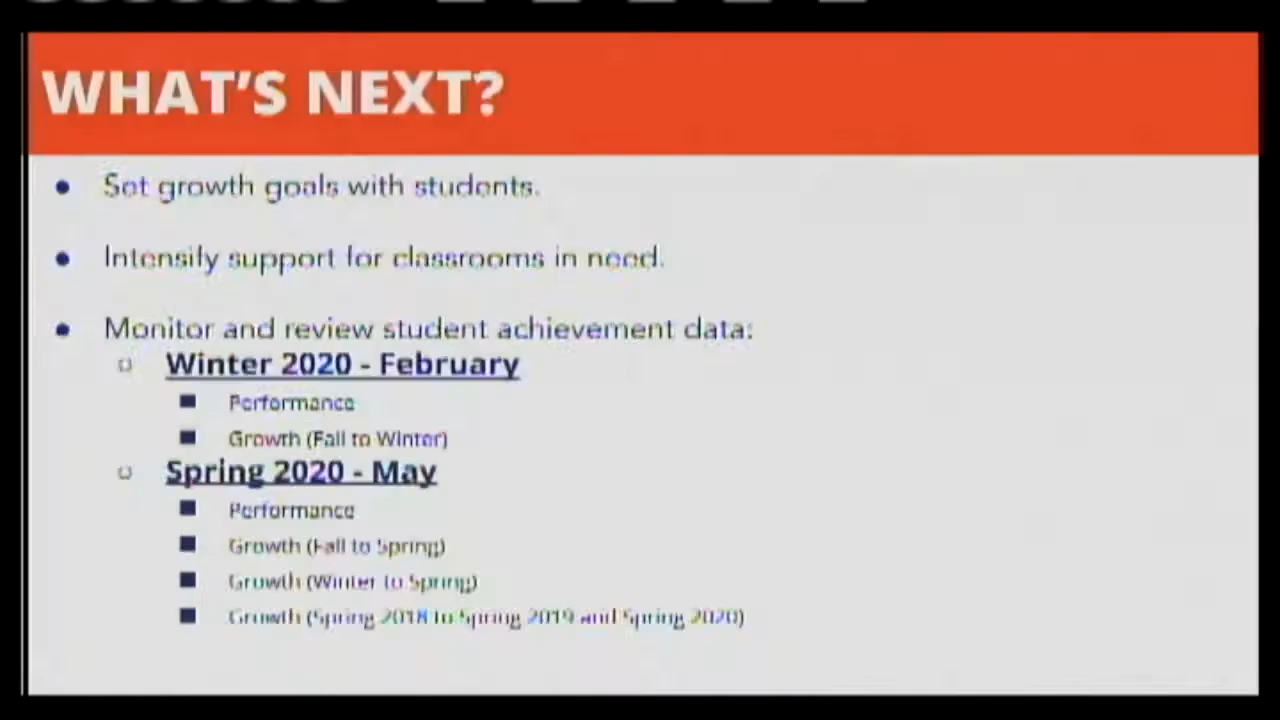 WHAT'S NEXT?
● Set growth goals with students.
● Intensify support for classrooms in need.
● Monitor and review student achievement data:
○ Winter 2020 - February
■ Performance
■ Growth (Fall to Winter)
○ Spring 2020 - May
■ Performance
■ Growth (Fall to Spring)
■ Growth (Winter to Spring)
■ Growth (Spring 2018 to Spring 2019 and Spring 2020)